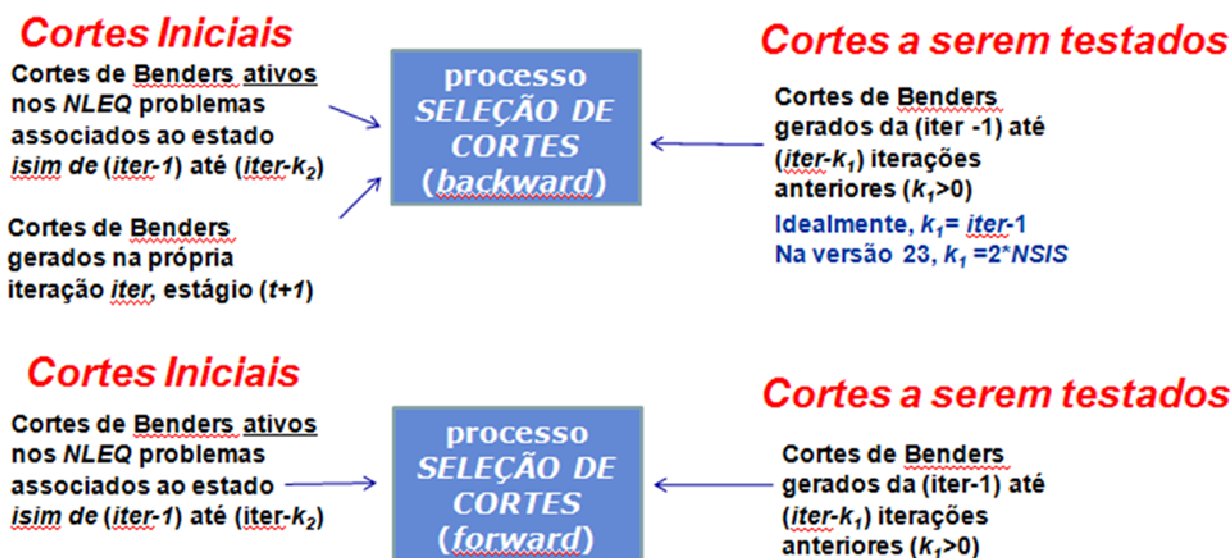 Cortes Iniciais
Cortes de Benders ativos
nos NLEQ problemas
associados ao estado
isim de (iter-1) até (iter-k₂)
Cortes de Benders
gerados na própria
iteração iter, estágio (t+1)
processo
SELEÇÃO DE
CORTES
(backward)
Cortes a serem testados
Cortes de Benders
gerados da (iter -1) até
(iter-k₁) iterações
anteriores (k₁>0)
Idealmente, k₁= iter-1
Na versão 23, k₁ =2*NSIS
Cortes Iniciais
Cortes de Benders ativos
nos NLEQ problemas
associados ao estado
isim de (iter-1) até (iter-k₂)
processo
SELEÇÃO DE
CORTES
(forward)
Cortes a serem testados
Cortes de Benders
gerados da (iter-1) até
(iter-k₁) iterações
anteriores (k₁>0)